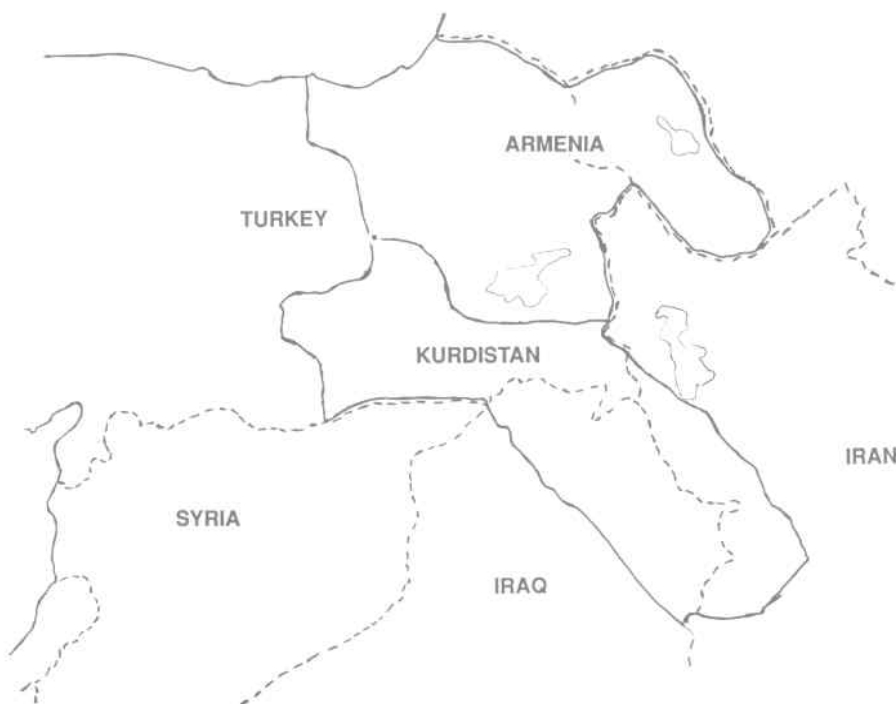 ARMENIA
TURKEY
KURDISTAN
IRAN
SYRIA
IRAQ